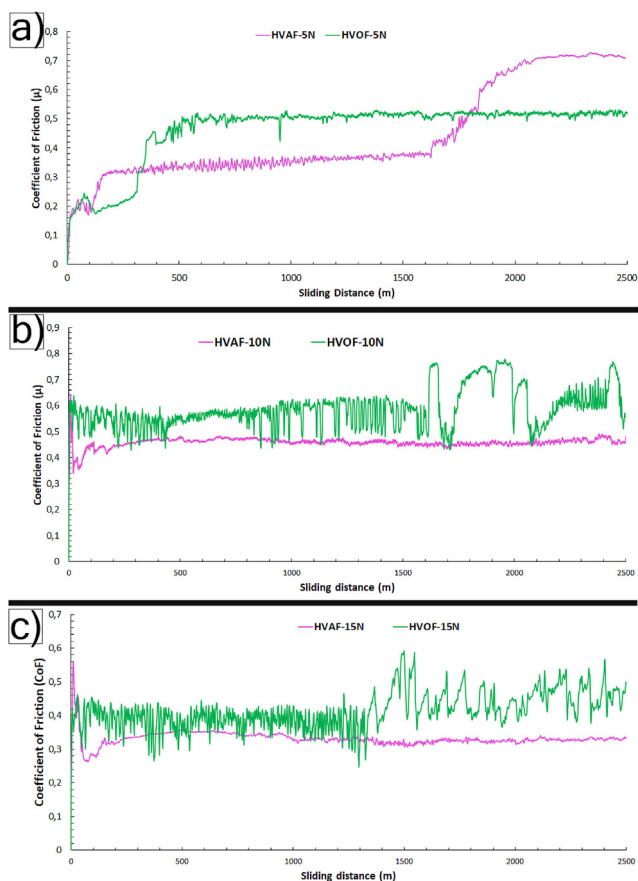 a)
HVAF-5N HVOF-5N
Coefficient of Friction (μ)
0,8
0,7
0,6
0,5
0,4
0,3
0,2
0,1
0
0 500 1000 1500 2000 2500
Sliding Distance (m)
b)
HVAF-10N HVOF-10N
Coefficient of Friction (μ)
0,9
0,8
0,7
0,6
0,5
0,4
0,3
0,2
0,1
0
0 500 1000 1500 2000 2500
Sliding distance (m)
c)
HVAF-15N HVOF-15N
Coefficient of Friction (CoF)
0,7
0,6
0,5
0,4
0,3
0,2
0,1
0
0 500 1000 1500 2000 2500
Sliding distance (m)